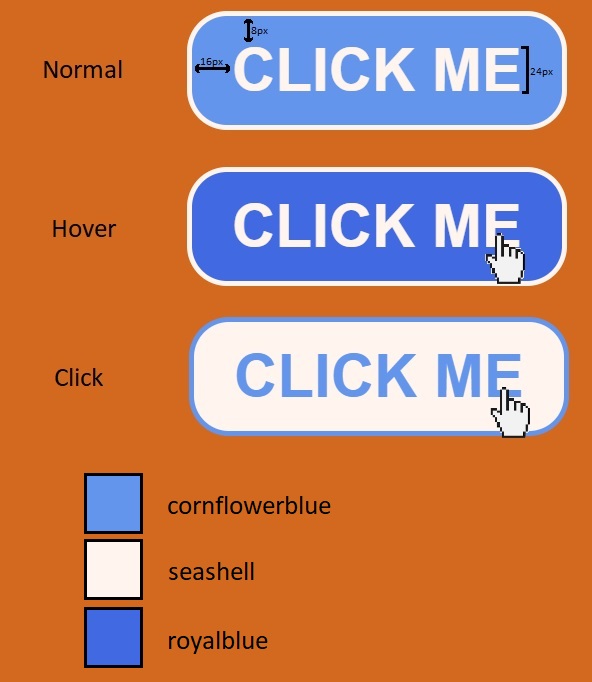 Normal
8px
16px
CLICK ME
24px
Hover
CLICK ME
Click
CLICK ME
cornflowerblue
seashell
royalblue